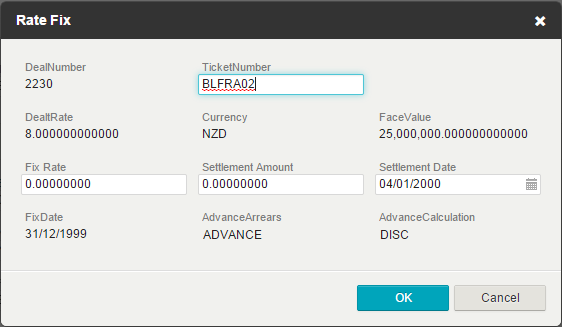 Rate Fix
DealNumber TicketNumber
2230 BLFRA02
DealtRate Currency FaceValue
8.000000000000 NZD 25,000,000.000000000000
Fix Rate Settlement Amount Settlement Date
0.00000000 0.00000000 04/01/2000
FixDate AdvanceArrears AdvanceCalculation
31/12/1999 ADVANCE DISC
OK Cancel